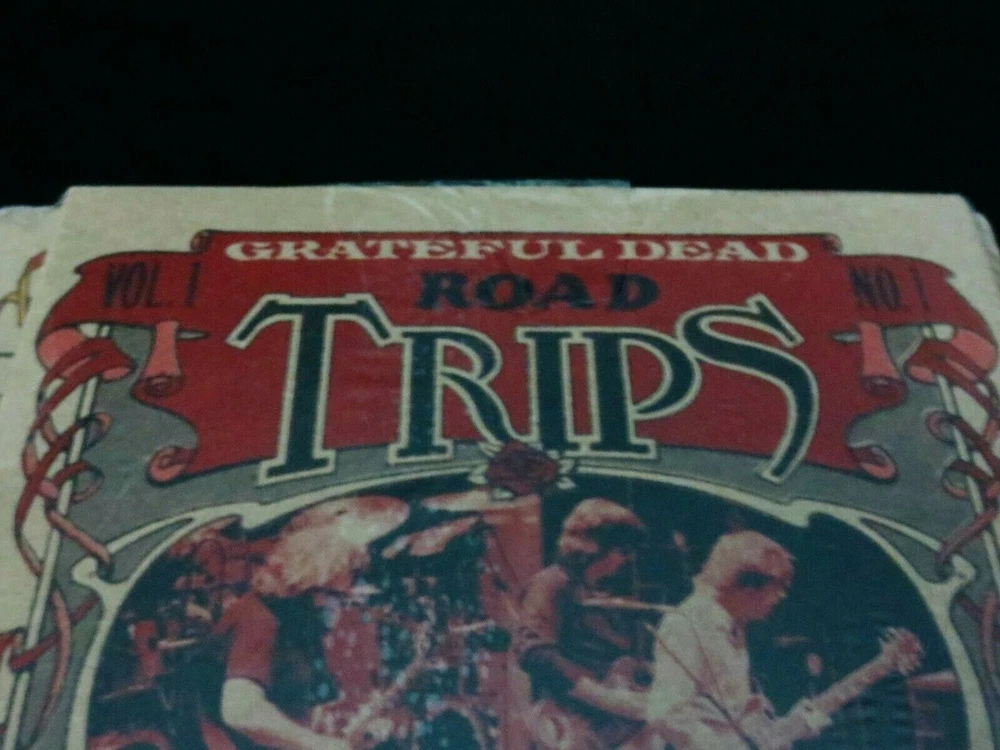 GRATEFUL DEAD
VOL. 1
ROAD
NO. 1
TRIPS